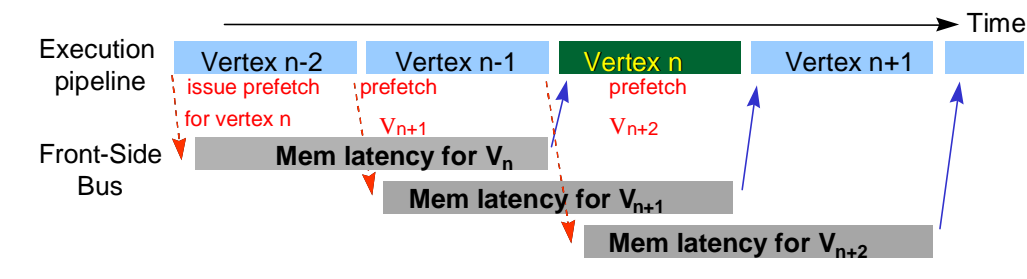 Time
Execution
pipeline
Vertex n-2
Vertex n-1
Vertex n
Vertex n+1
issue prefetch
for vertex n
prefetch
Vn+1
prefetch
Vn+2
Front-Side
Bus
Mem latency for Vn
Mem latency for Vn+1
Mem latency for Vn+2